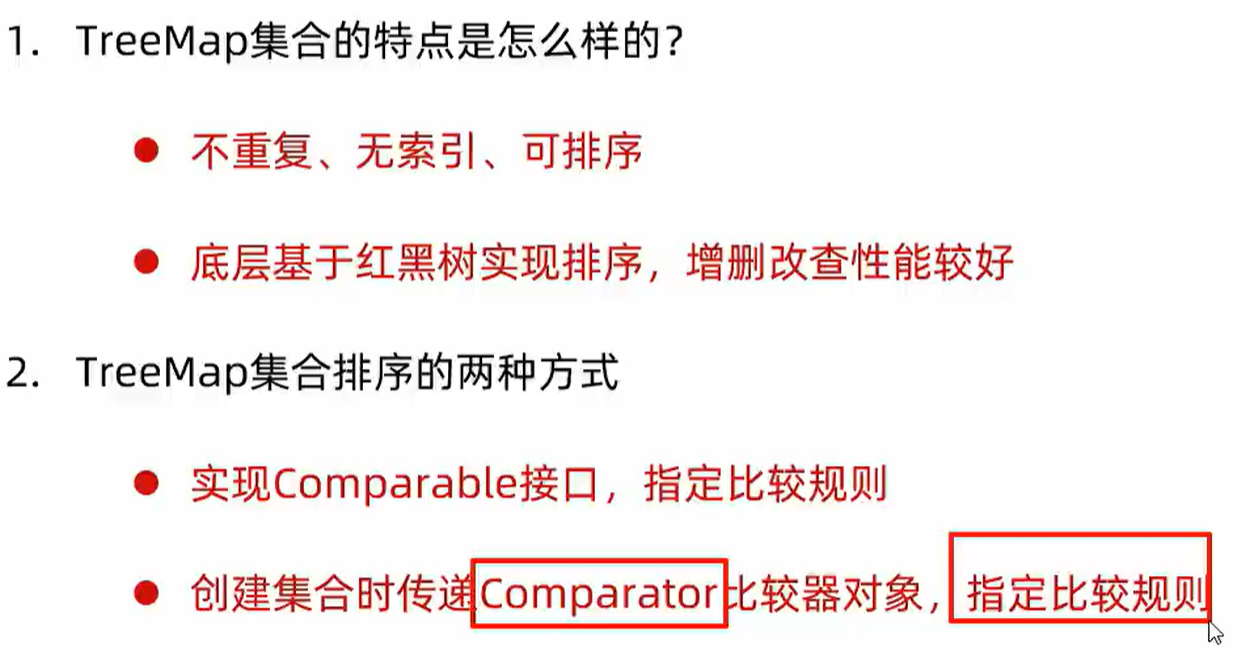 1. TreeMap集合的特点是怎么样的？
● 不重复、无索引、可排序
● 底层基于红黑树实现排序，增删改查性能较好
2. TreeMap集合排序的两种方式
● 实现Comparable接口，指定比较规则
● 创建集合时传递Comparator比较器对象，指定比较规则